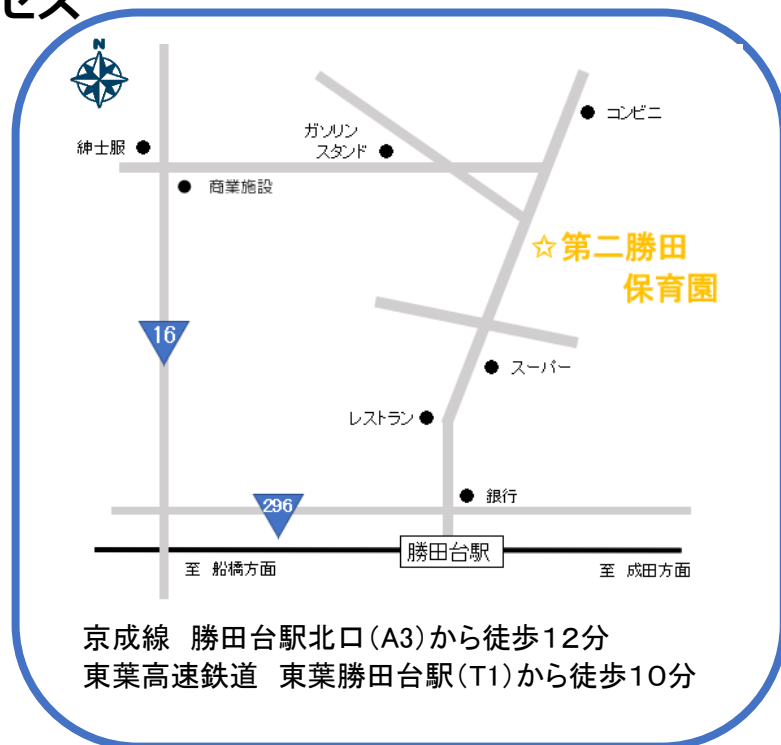 セス
N
紳士服
ガソリン
スタンド
コンビニ
商業施設
☆第二勝田
保育園
16
スーパー
レストラン
銀行
296
勝田台駅
至 船橋方面
至 成田方面
京成線 勝田台駅北口(A3)から徒歩12分
東葉高速鉄道 東葉勝田台駅(T1)から徒歩10分